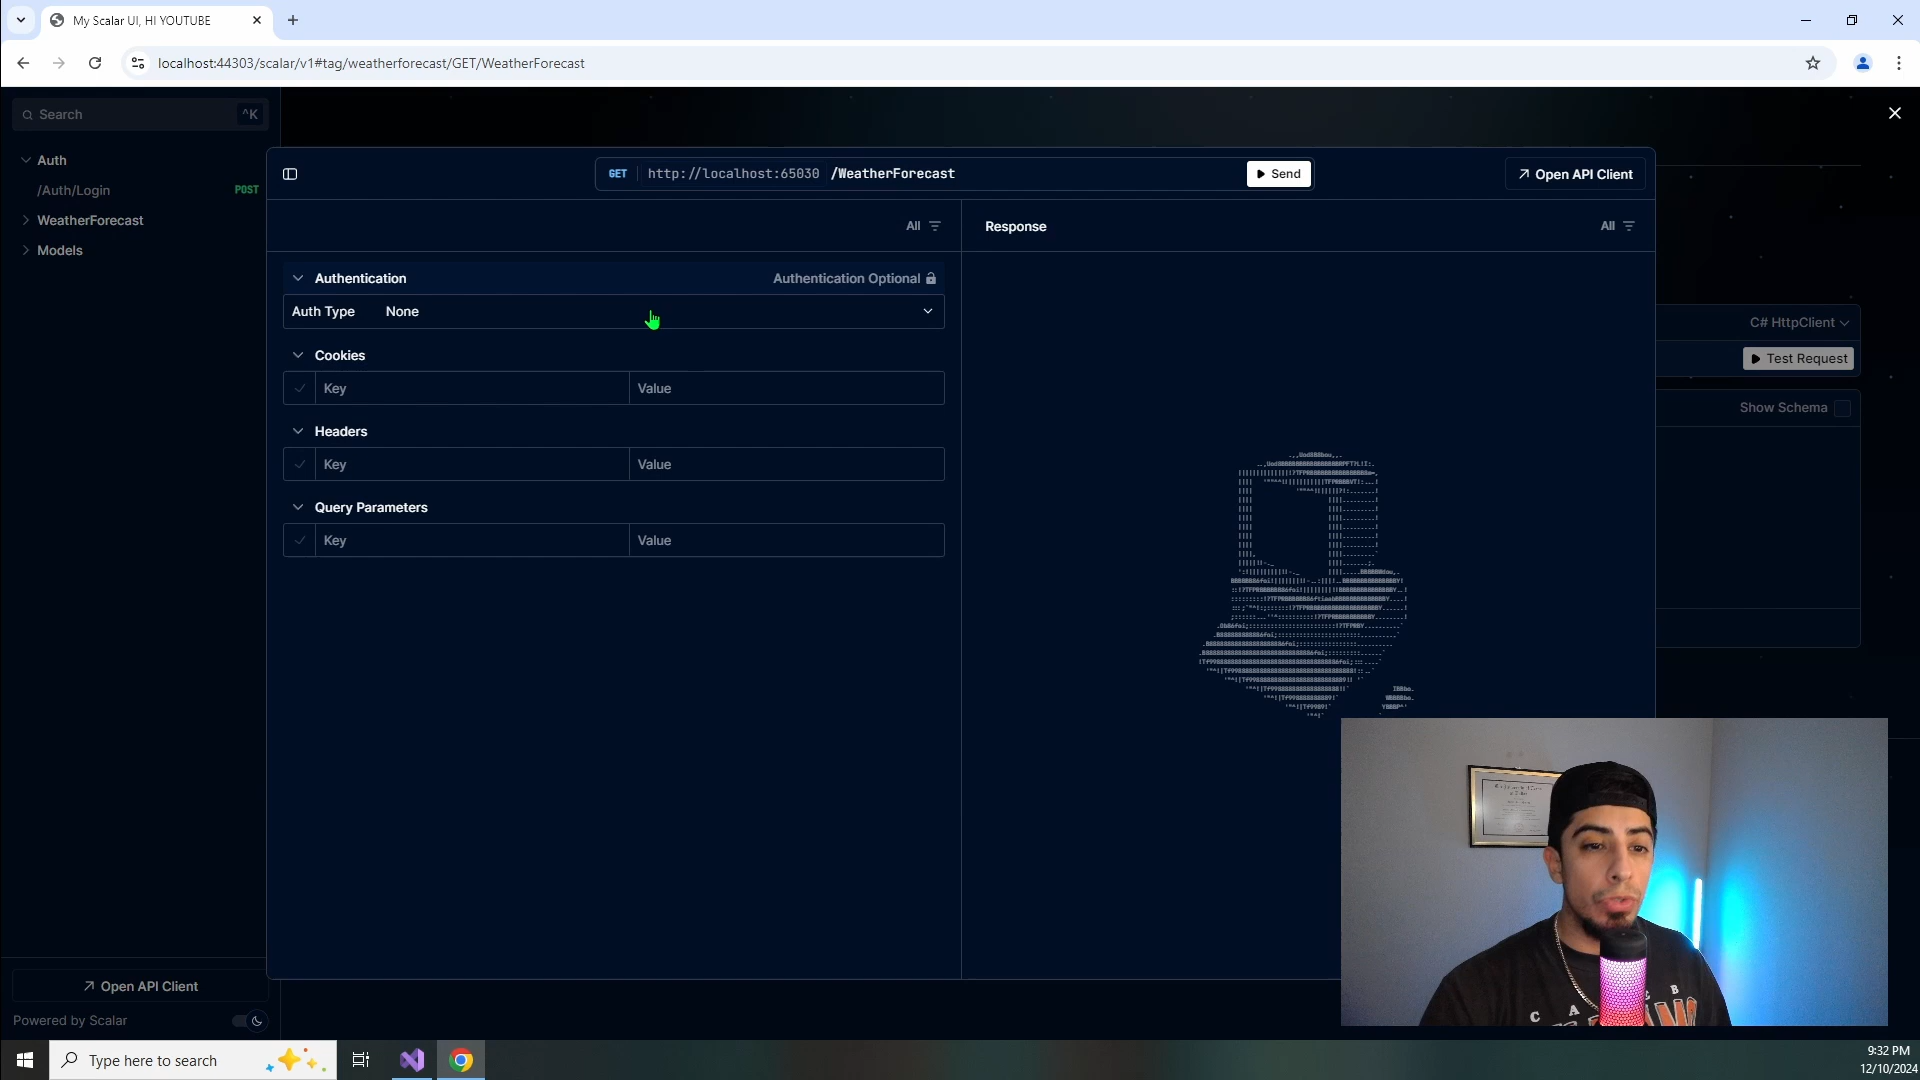 My Scalar UI, HI YOUTUBE
localhost:44303/scalar/v1#tag/weatherforecast/GET/WeatherForecast
Search
^K
Auth
/Auth/Login POST
WeatherForecast
Models
GET http://localhost:65030 /WeatherForecast
Send
Open API Client
All
Response
All
Authentication
Authentication Optional
Auth Type None
Cookies
Key Value
Headers
Key Value
Query Parameters
Key Value
C# HttpClient
Test Request
Show Schema
Open API Client
Powered by Scalar
Type here to search
9:32 PM
12/10/2024